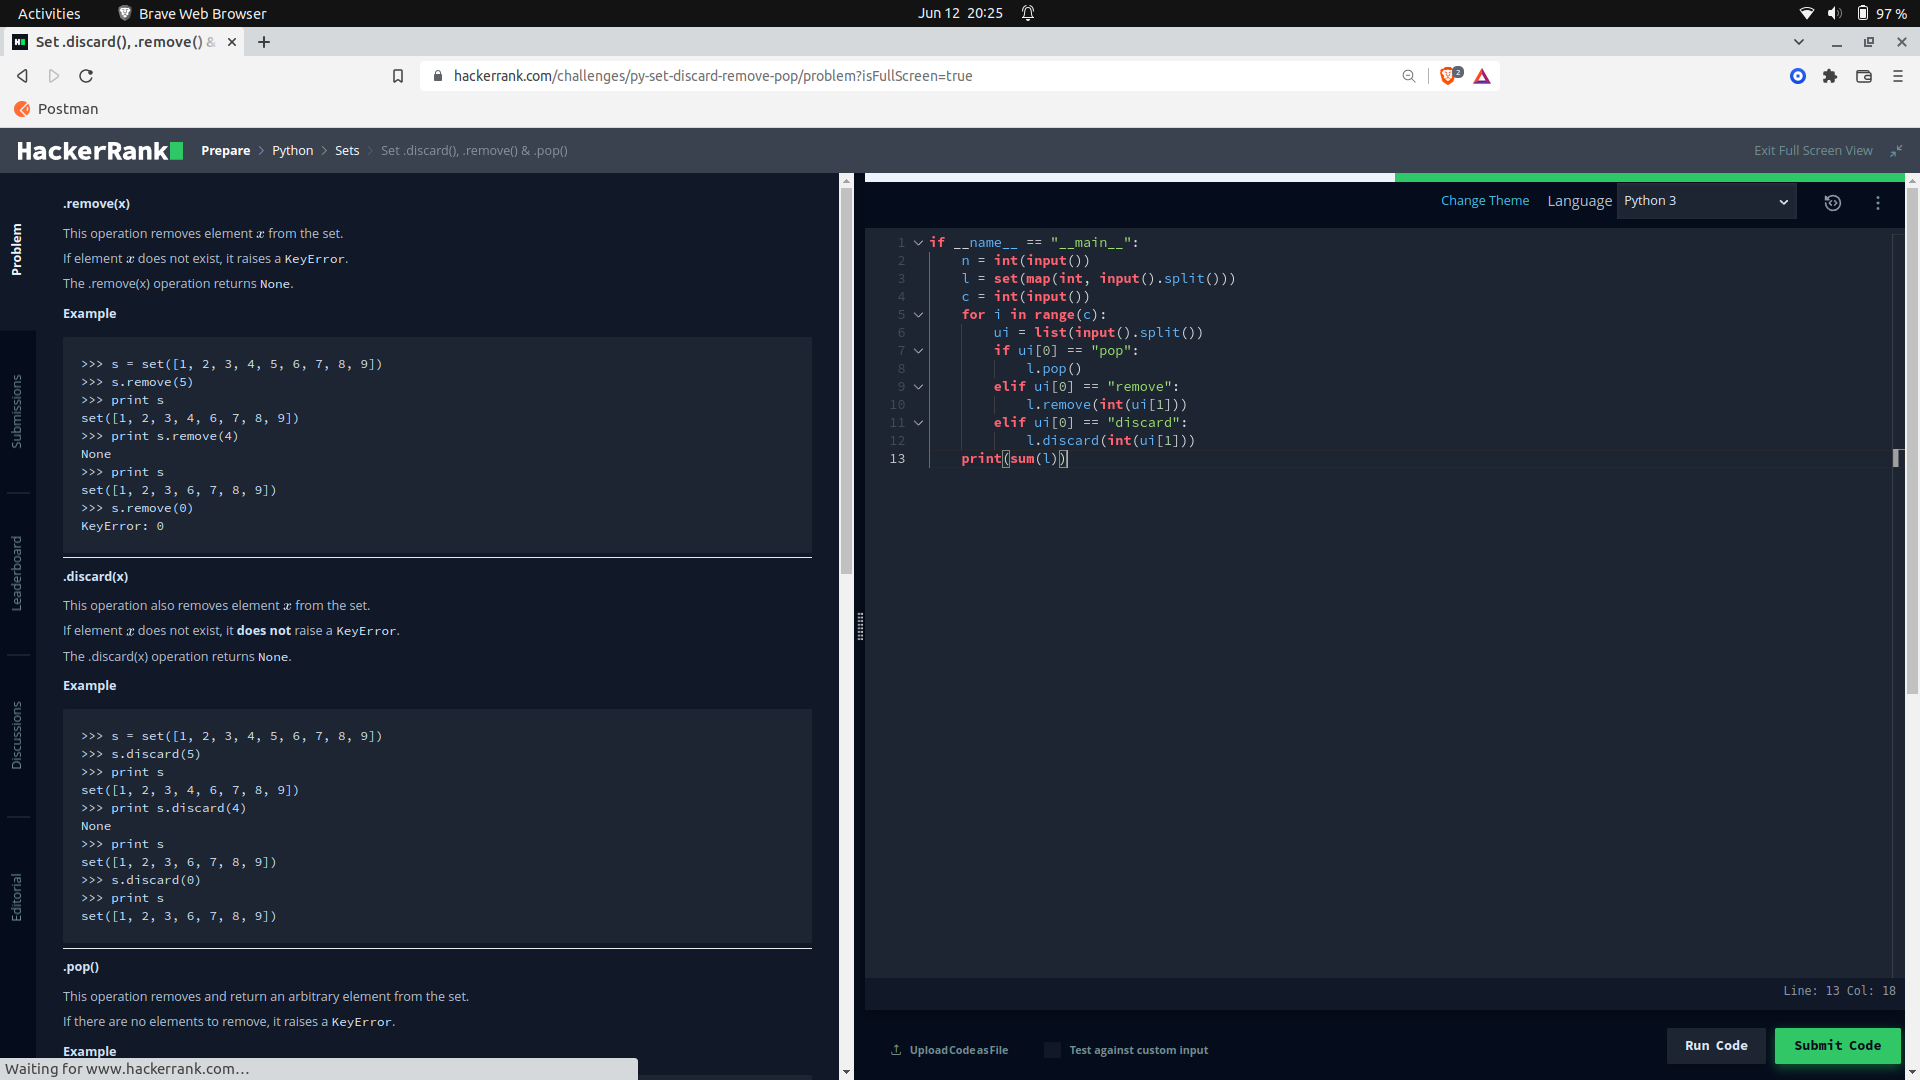 Activities
Brave Web Browser
Jun 12 20:25
97 %
Set .discard(), .remove() &
hackerrank.com/challenges/py-set-discard-remove-pop/problem?isFullScreen=true
2
Postman
HackerRank
Prepare > Python > Sets > Set .discard(), .remove() & .pop()
Exit Full Screen View
Problem
Submissions
Leaderboard
Discussions
Editorial
.remove(x)
This operation removes element x from the set.
If element x does not exist, it raises a KeyError.
The .remove(x) operation returns None.
Example
>>> s = set([1, 2, 3, 4, 5, 6, 7, 8, 9])
>>> s.remove(5)
>>> print s
set([1, 2, 3, 4, 6, 7, 8, 9])
>>> print s.remove(4)
None
>>> print s
set([1, 2, 3, 6, 7, 8, 9])
>>> s.remove(0)
KeyError: 0
.discard(x)
This operation also removes element x from the set.
If element x does not exist, it does not raise a KeyError.
The .discard(x) operation returns None.
Example
>>> s = set([1, 2, 3, 4, 5, 6, 7, 8, 9])
>>> s.discard(5)
>>> print s
set([1, 2, 3, 4, 6, 7, 8, 9])
>>> print s.discard(4)
None
>>> print s
set([1, 2, 3, 6, 7, 8, 9])
>>> s.discard(0)
>>> print s
set([1, 2, 3, 6, 7, 8, 9])
.pop()
This operation removes and return an arbitrary element from the set.
If there are no elements to remove, it raises a KeyError.
Example
Waiting for www.hackerrank.com...
Change Theme
Language
Python 3
1 if __name__ == "__main__":
2     n = int(input())
3     l = set(map(int, input().split()))
4     c = int(input())
5     for i in range(c):
6         ui = list(input().split())
7         if ui[0] == "pop":
8             l.pop()
9         elif ui[0] == "remove":
10             l.remove(int(ui[1]))
11         elif ui[0] == "discard":
12             l.discard(int(ui[1]))
13     print(sum(l))
Line: 13 Col: 18
Upload Code as File
Test against custom input
Run Code
Submit Code